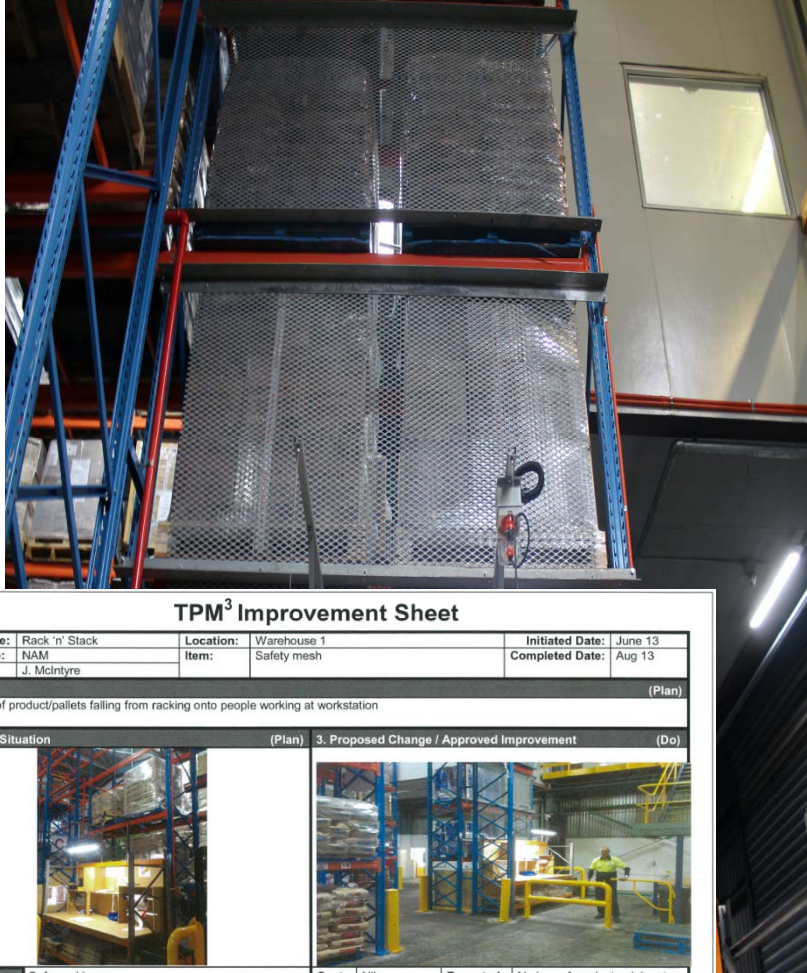 TPM³ Improvement Sheet
e: Rack 'n' Stack Location: Warehouse 1 Initiated Date: June 13
: NAM Item: Safety mesh Completed Date: Aug 13
J. McIntyre
(Plan)
of product/pallets falling from racking onto people working at workstation
Situation (Plan) 3. Proposed Change / Approved Improvement (Do)